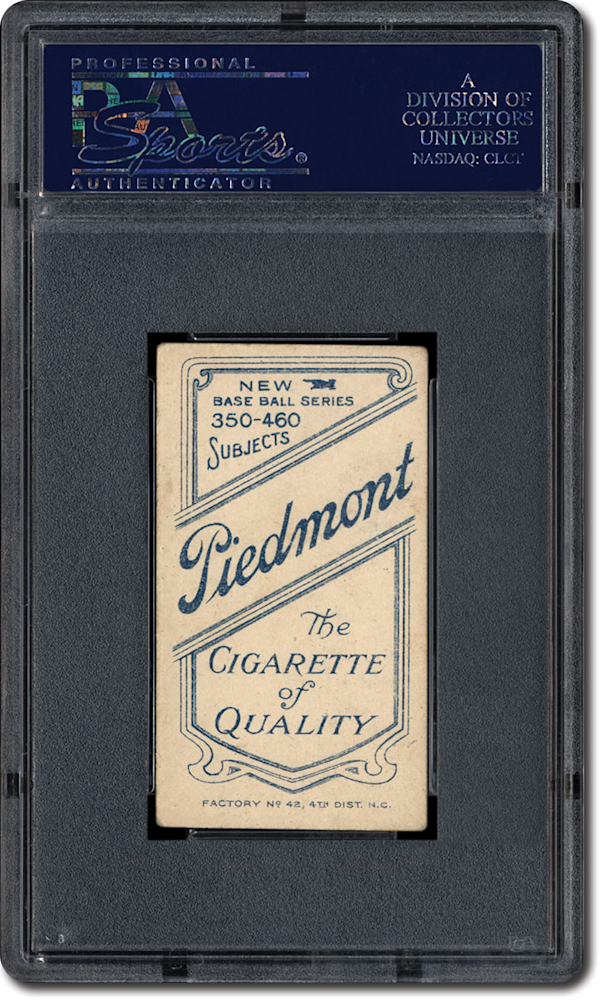 PROFESSIONAL
PSA
Sports®
AUTHENTICATOR
A
DIVISION OF
COLLECTORS
UNIVERSE
NASDAQ: CLCT
NEW
BASE BALL SERIES
350-460
SUBJECTS
Piedmont
The
CIGARETTE
of
QUALITY
FACTORY Nº 42, 4TH DIST. N.C.